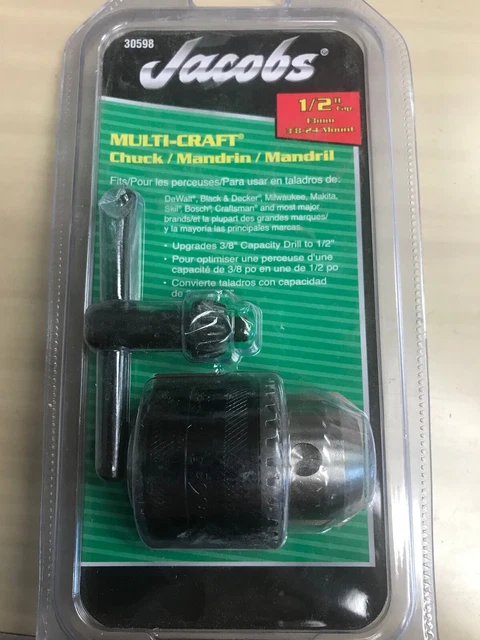 30598
Jacobs®
1/2" Cap.
13mm
3/8-24 Mount
MULTI-CRAFT®
Chuck / Mandrin / Mandril
Fits/Pour les perceuses/Para usar en taladros de:
DeWalt®, Black & Decker®, Milwaukee, Makita,
Skil® Bosch®, Craftsman® and most major
brands/et la plupart des grandes marques/
y la mayoría las principales marcas.
• Upgrades 3/8" Capacity Drill to 1/2"
• Pour optimiser une perceuse d'une
capacité de 3/8 po en une de 1/2 po
• Convierte taladros con capacidad
de